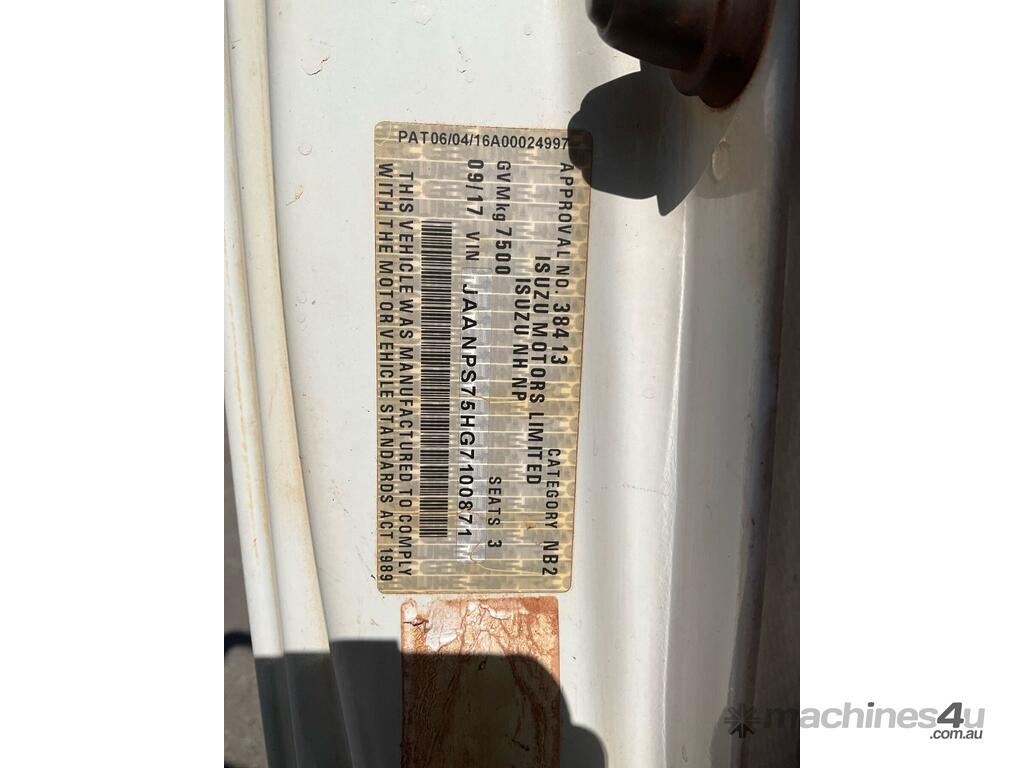 PAT06/04/16A00024997
APPROVAL NO. 38413 CATEGORY NB2
ISUZU MOTORS LIMITED
ISUZU NH NP
GVMkg 7500 SEATS 3
09/17 VIN JAANPS75HG7100871
THIS VEHICLE WAS MANUFACTURED TO COMPLY
WITH THE MOTOR VEHICLE STANDARDS ACT 1989
machines4u
.com.au